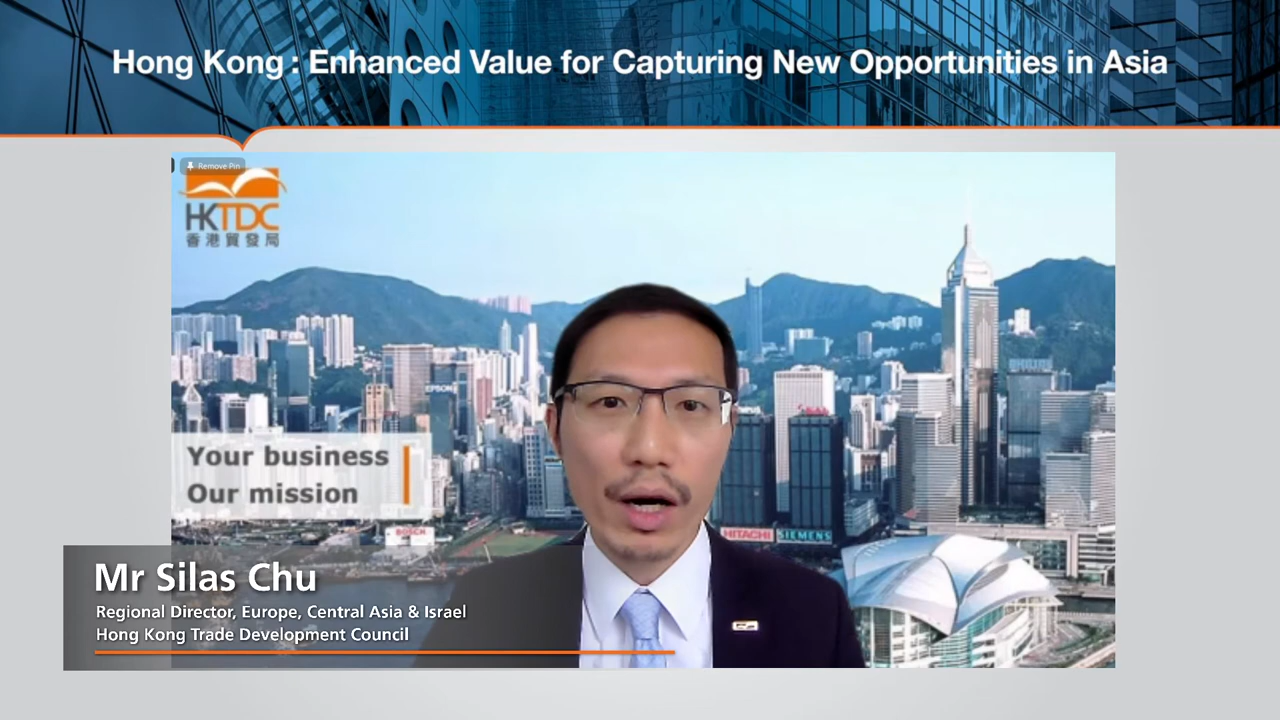 Hong Kong : Enhanced Value for Capturing New Opportunities in Asia
Remove Pin
HKTDC
香港貿發局
EPSON
Your business
Our mission
BOSCH
HITACHI
SIEMENS
Mr Silas Chu
Regional Director, Europe, Central Asia & Israel
Hong Kong Trade Development Council